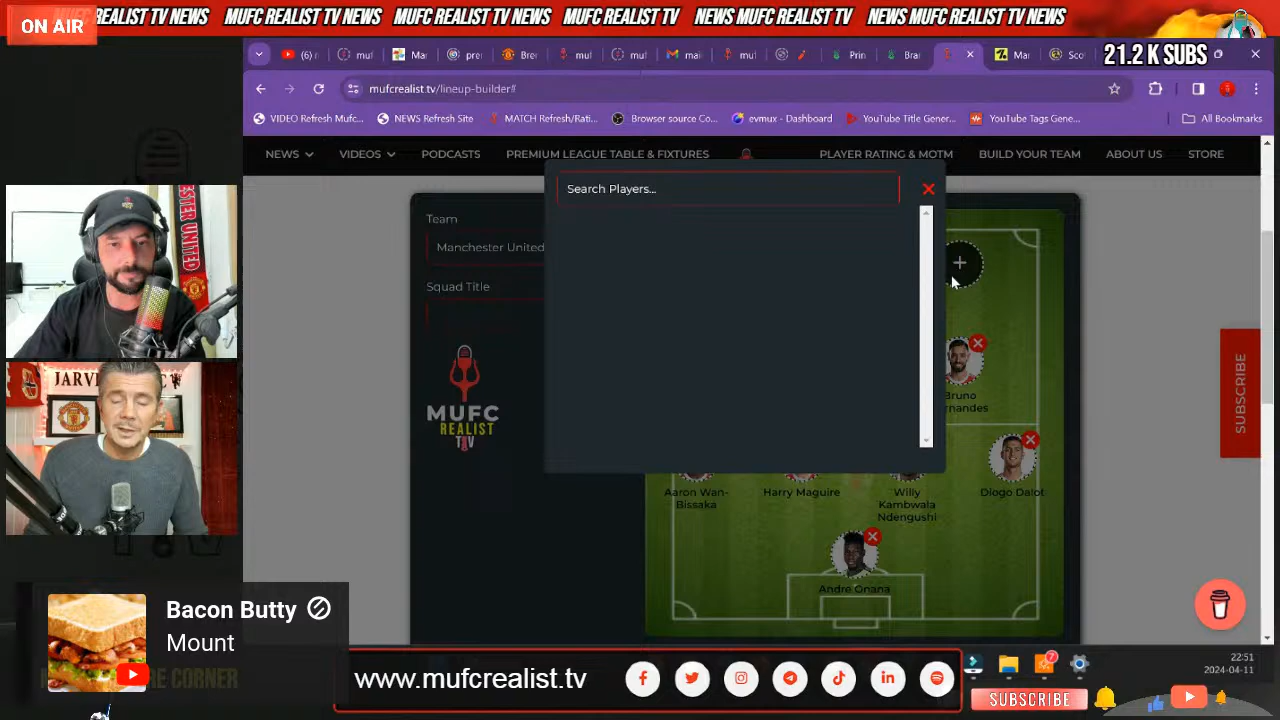 ON AIR
NEWS MUFC REALIST TV NEWS MUFC REALIST TV NEWS MUFC REALIST TV NEWS MUFC REALIST TV NEWS MUFC REALIST TV NEWS
21.2 K SUBS
mufcrealist.tv/lineup-builder#
VIDEO Refresh Mufc... NEWS Refresh Site MATCH Refresh/Rati... Browser source Co... evmux - Dashboard YouTube Title Gener... YouTube Tags Gene... All Bookmarks
NEWS VIDEOS PODCASTS PREMIUM LEAGUE TABLE & FIXTURES PLAYER RATING & MOTM BUILD YOUR TEAM ABOUT US STORE
Search Players...
Team
Manchester United
Squad Title
MUFC
REALIST
TV
Bruno
Aaron Wan-
Bissaka
Harry Maguire
Willy
Kambwala
Ndengushi
Diogo Dalot
Andre Onana
SUBSCRIBE
JARV
Bacon Butty
Mount
www.mufcrealist.tv
7
22:51
2024-04-11
SUBSCRIBE